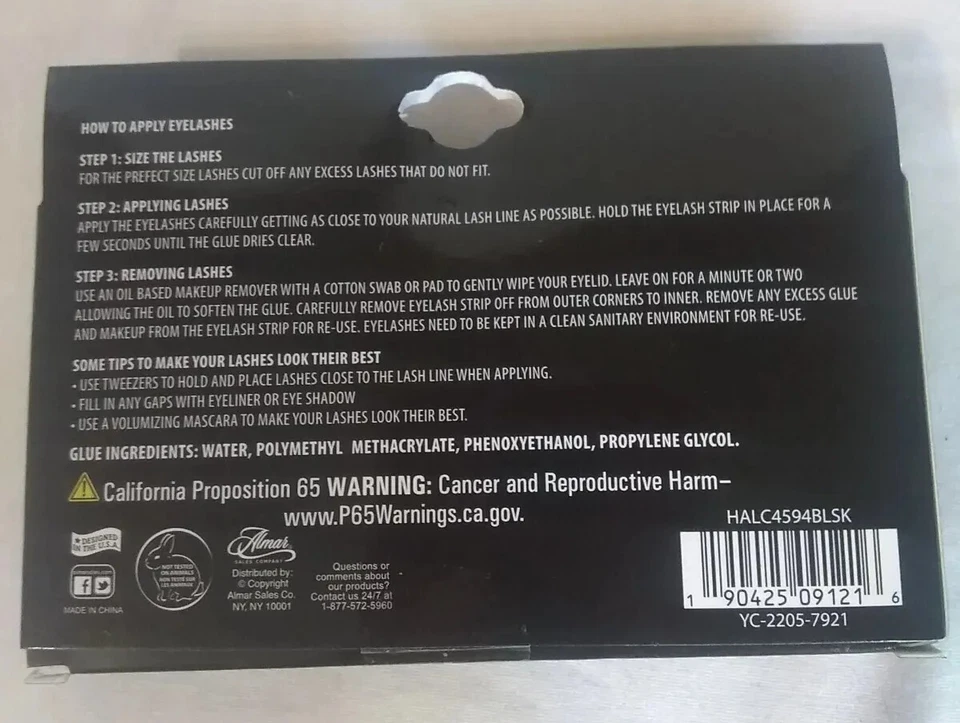 HOW TO APPLY EYELASHES
STEP 1: SIZE THE LASHES
FOR THE PREFECT SIZE LASHES CUT OFF ANY EXCESS LASHES THAT DO NOT FIT.
STEP 2: APPLYING LASHES
APPLY THE EYELASHES CAREFULLY GETTING AS CLOSE TO YOUR NATURAL LASH LINE AS POSSIBLE. HOLD THE EYELASH STRIP IN PLACE FOR A
FEW SECONDS UNTIL THE GLUE DRIES CLEAR.
STEP 3: REMOVING LASHES
USE AN OIL BASED MAKEUP REMOVER WITH A COTTON SWAB OR PAD TO GENTLY WIPE YOUR EYELID. LEAVE ON FOR A MINUTE OR TWO
ALLOWING THE OIL TO SOFTEN THE GLUE. CAREFULLY REMOVE EYELASH STRIP OFF FROM OUTER CORNERS TO INNER. REMOVE ANY EXCESS GLUE
AND MAKEUP FROM THE EYELASH STRIP FOR RE-USE. EYELASHES NEED TO BE KEPT IN A CLEAN SANITARY ENVIRONMENT FOR RE-USE.
SOME TIPS TO MAKE YOUR LASHES LOOK THEIR BEST
• USE TWEEZERS TO HOLD AND PLACE LASHES CLOSE TO THE LASH LINE WHEN APPLYING.
• FILL IN ANY GAPS WITH EYELINER OR EYE SHADOW
• USE A VOLUMIZING MASCARA TO MAKE YOUR LASHES LOOK THEIR BEST.
GLUE INGREDIENTS: WATER, POLYMETHYL METHACRYLATE, PHENOXYETHANOL, PROPYLENE GLYCOL.
California Proposition 65 WARNING: Cancer and Reproductive Harm–
www.P65Warnings.ca.gov.
DESIGNED
IN THE U.S.A.
MADE IN CHINA
NOT TESTED
ON ANIMALS
NON TESTÉ SUR
LES ANIMAUX
Almar
SALES COMPANY
Distributed by:
© Copyright
Almar Sales Co.
NY, NY 10001
Questions or
comments about
our products?
Contact us 24/7 at
1-877-572-5960
HALC4594BLSK
1 90425 09121 6
YC-2205-7921